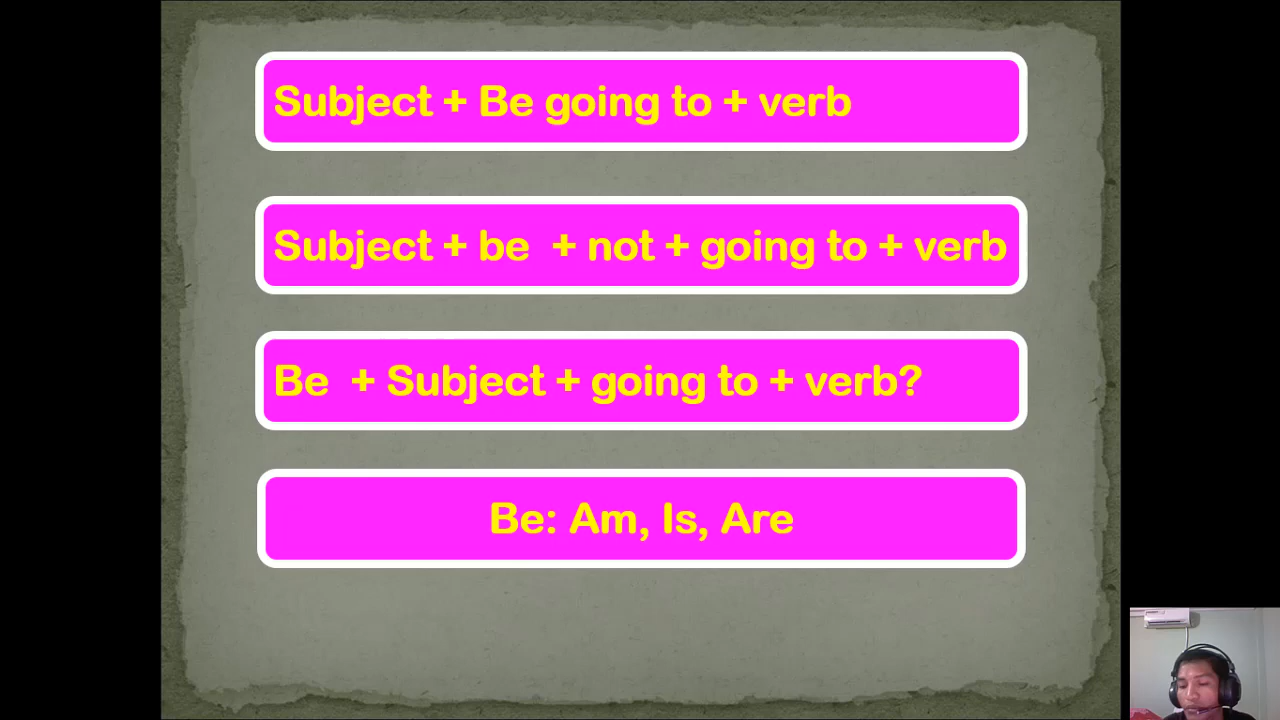 Subject + Be going to + verb
Subject + be + not + going to + verb
Be + Subject + going to + verb?
Be: Am, Is, Are